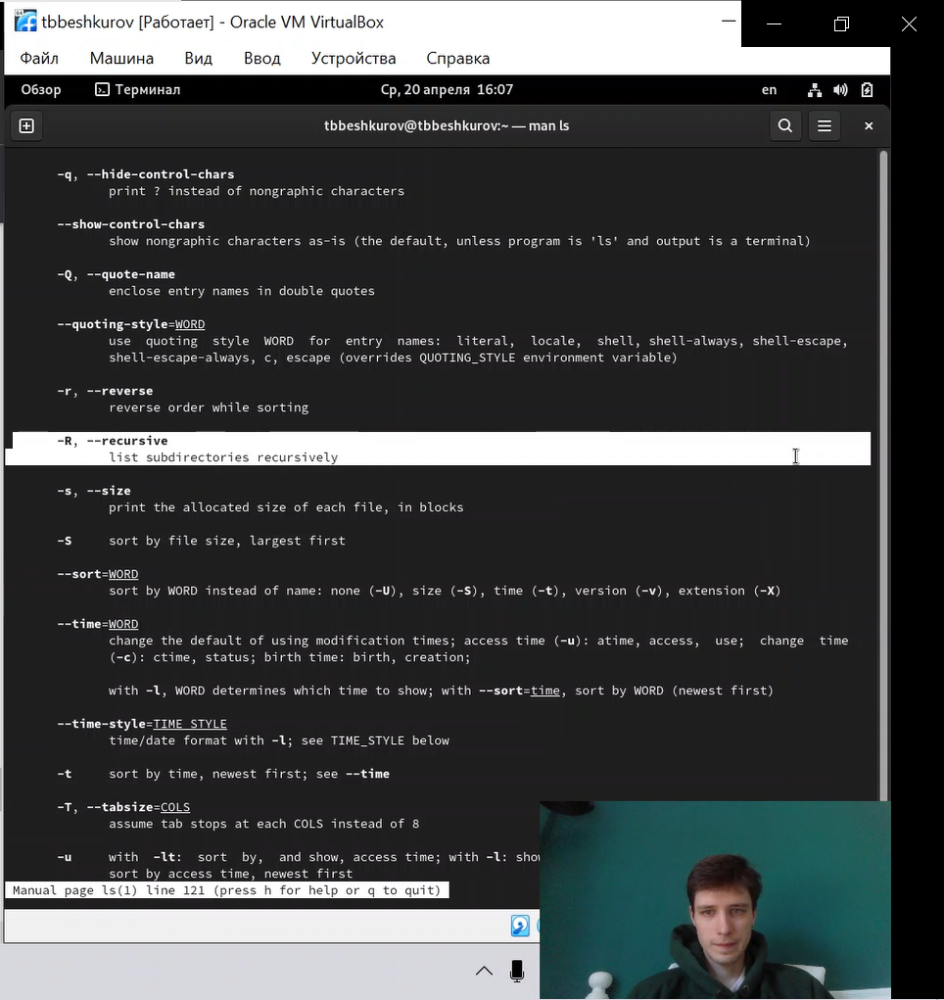 tbbeshkurov [Работает] - Oracle VM VirtualBox
Файл Машина Вид Ввод Устройства Справка
Обзор Терминал Ср, 20 апреля 16:07 en
tbbeshkurov@tbbeshkurov:~ — man ls
-q, --hide-control-chars
print ? instead of nongraphic characters
--show-control-chars
show nongraphic characters as-is (the default, unless program is 'ls' and output is a terminal)
-Q, --quote-name
enclose entry names in double quotes
--quoting-style=WORD
use quoting style WORD for entry names: literal, locale, shell, shell-always, shell-escape,
shell-escape-always, c, escape (overrides QUOTING_STYLE environment variable)
-r, --reverse
reverse order while sorting
-R, --recursive
list subdirectories recursively
-s, --size
print the allocated size of each file, in blocks
-S sort by file size, largest first
--sort=WORD
sort by WORD instead of name: none (-U), size (-S), time (-t), version (-v), extension (-X)
--time=WORD
change the default of using modification times; access time (-u): atime, access, use; change time
(-c): ctime, status; birth time: birth, creation;
with -l, WORD determines which time to show; with --sort=time, sort by WORD (newest first)
--time-style=TIME_STYLE
time/date format with -l; see TIME_STYLE below
-t sort by time, newest first; see --time
-T, --tabsize=COLS
assume tab stops at each COLS instead of 8
-u with -lt: sort by, and show, access time; with -l: show
sort by access time, newest first
Manual page ls(1) line 121 (press h for help or q to quit)